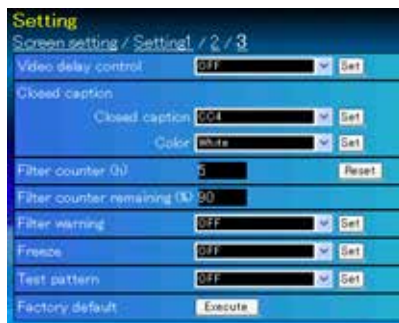 Setting
Screen setting / Setting1 / 2 / 3
Video delay control OFF Set
Closed caption
Closed caption CC4 Set
Color White Set
Filter counter (h) 5 Reset
Filter counter remaining (%) 90
Filter warning OFF Set
Freeze OFF Set
Test pattern OFF Set
Factory default Execute